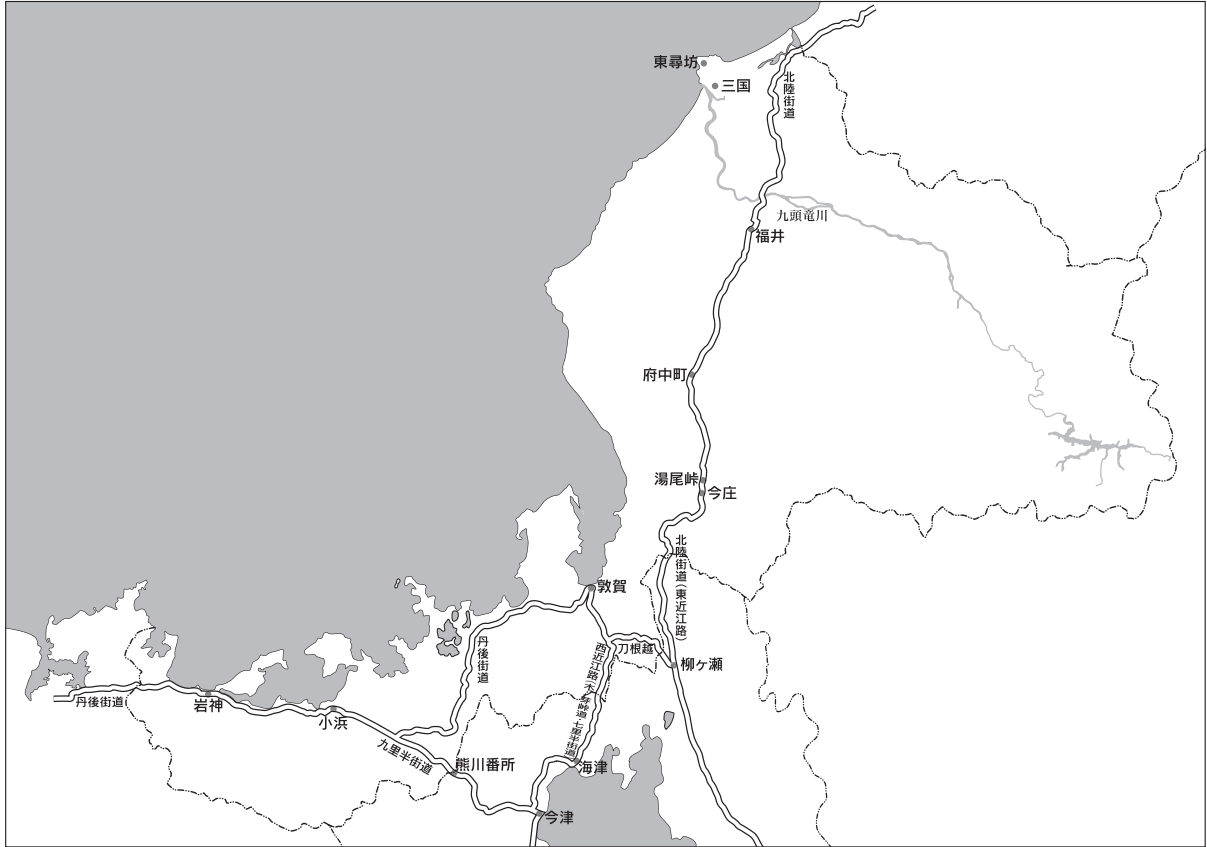 東尋坊
三国
北陸街道
九頭竜川
福井
府中町
湯尾峠
今庄
北陸街道(東近江路)
敦賀
丹後街道
西近江路(木ノ芽峠道 七里半街道)
刀根越
柳ヶ瀬
丹後街道
岩神
小浜
九里半街道
熊川番所
海津
今津